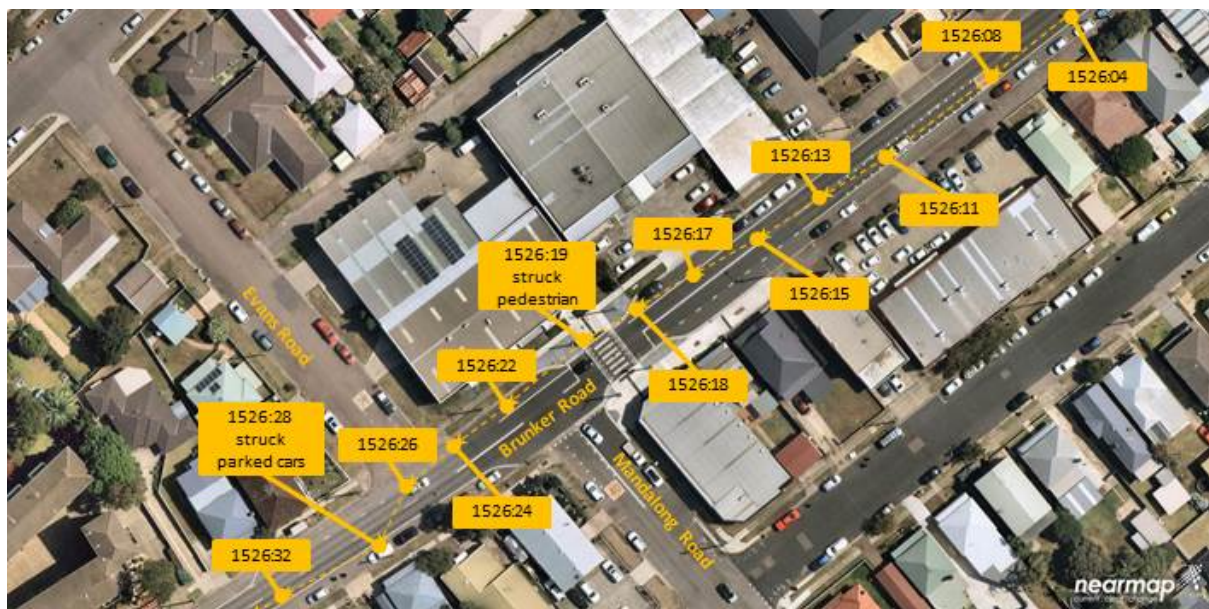 1526:08
1526:04
1526:13
1526:11
1526:17
1526:19
struck
pedestrian
1526:15
Evans Road
1526:22
1526:18
1526:28
struck
parked cars
1526:26
Brunker Road
Mandalong Road
1526:24
1526:32
nearmap